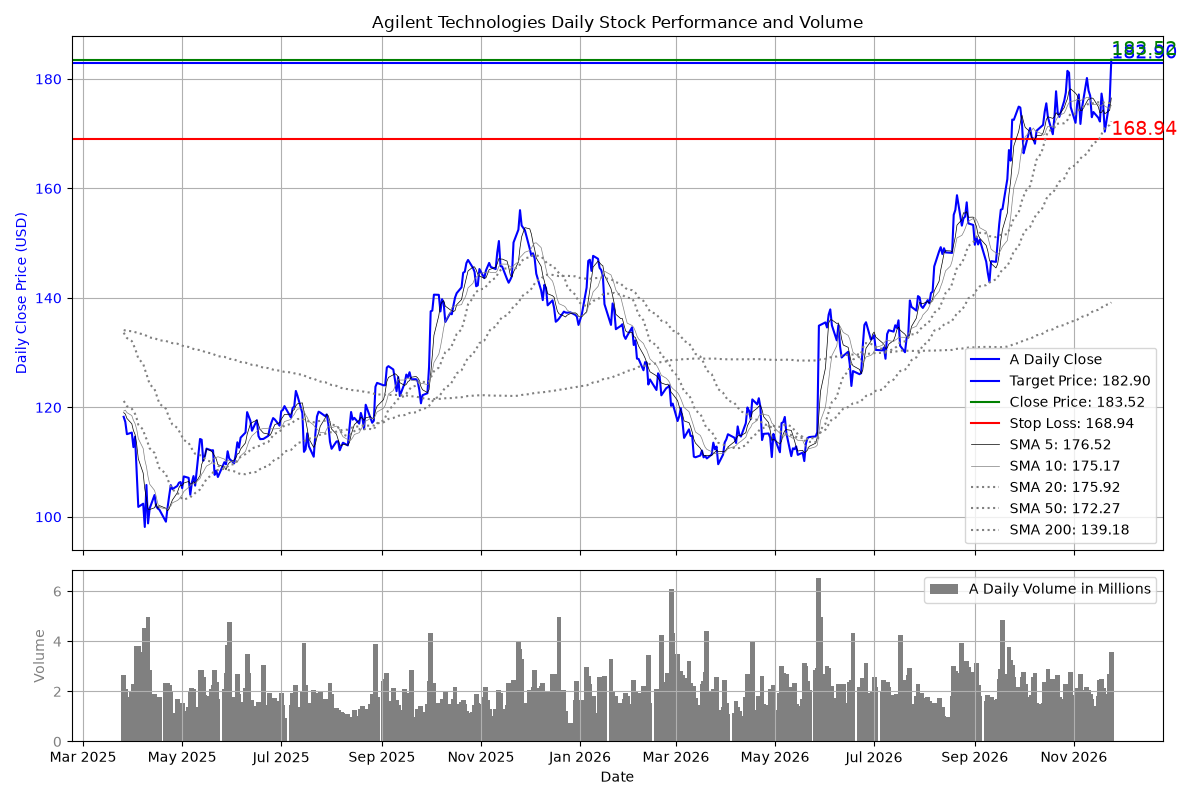 Agilent Technologies Daily Stock Performance and Volume
183.52
182.90
168.94
Daily Close Price (USD)
180
160
140
120
100
A Daily Close
Target Price: 182.90
Close Price: 183.52
Stop Loss: 168.94
SMA 5: 176.52
SMA 10: 175.17
SMA 20: 175.92
SMA 50: 172.27
SMA 200: 139.18
Volume
6
4
2
0
A Daily Volume in Millions
Mar 2025 May 2025 Jul 2025 Sep 2025 Nov 2025 Jan 2026 Mar 2026 May 2026 Jul 2026 Sep 2026 Nov 2026
Date